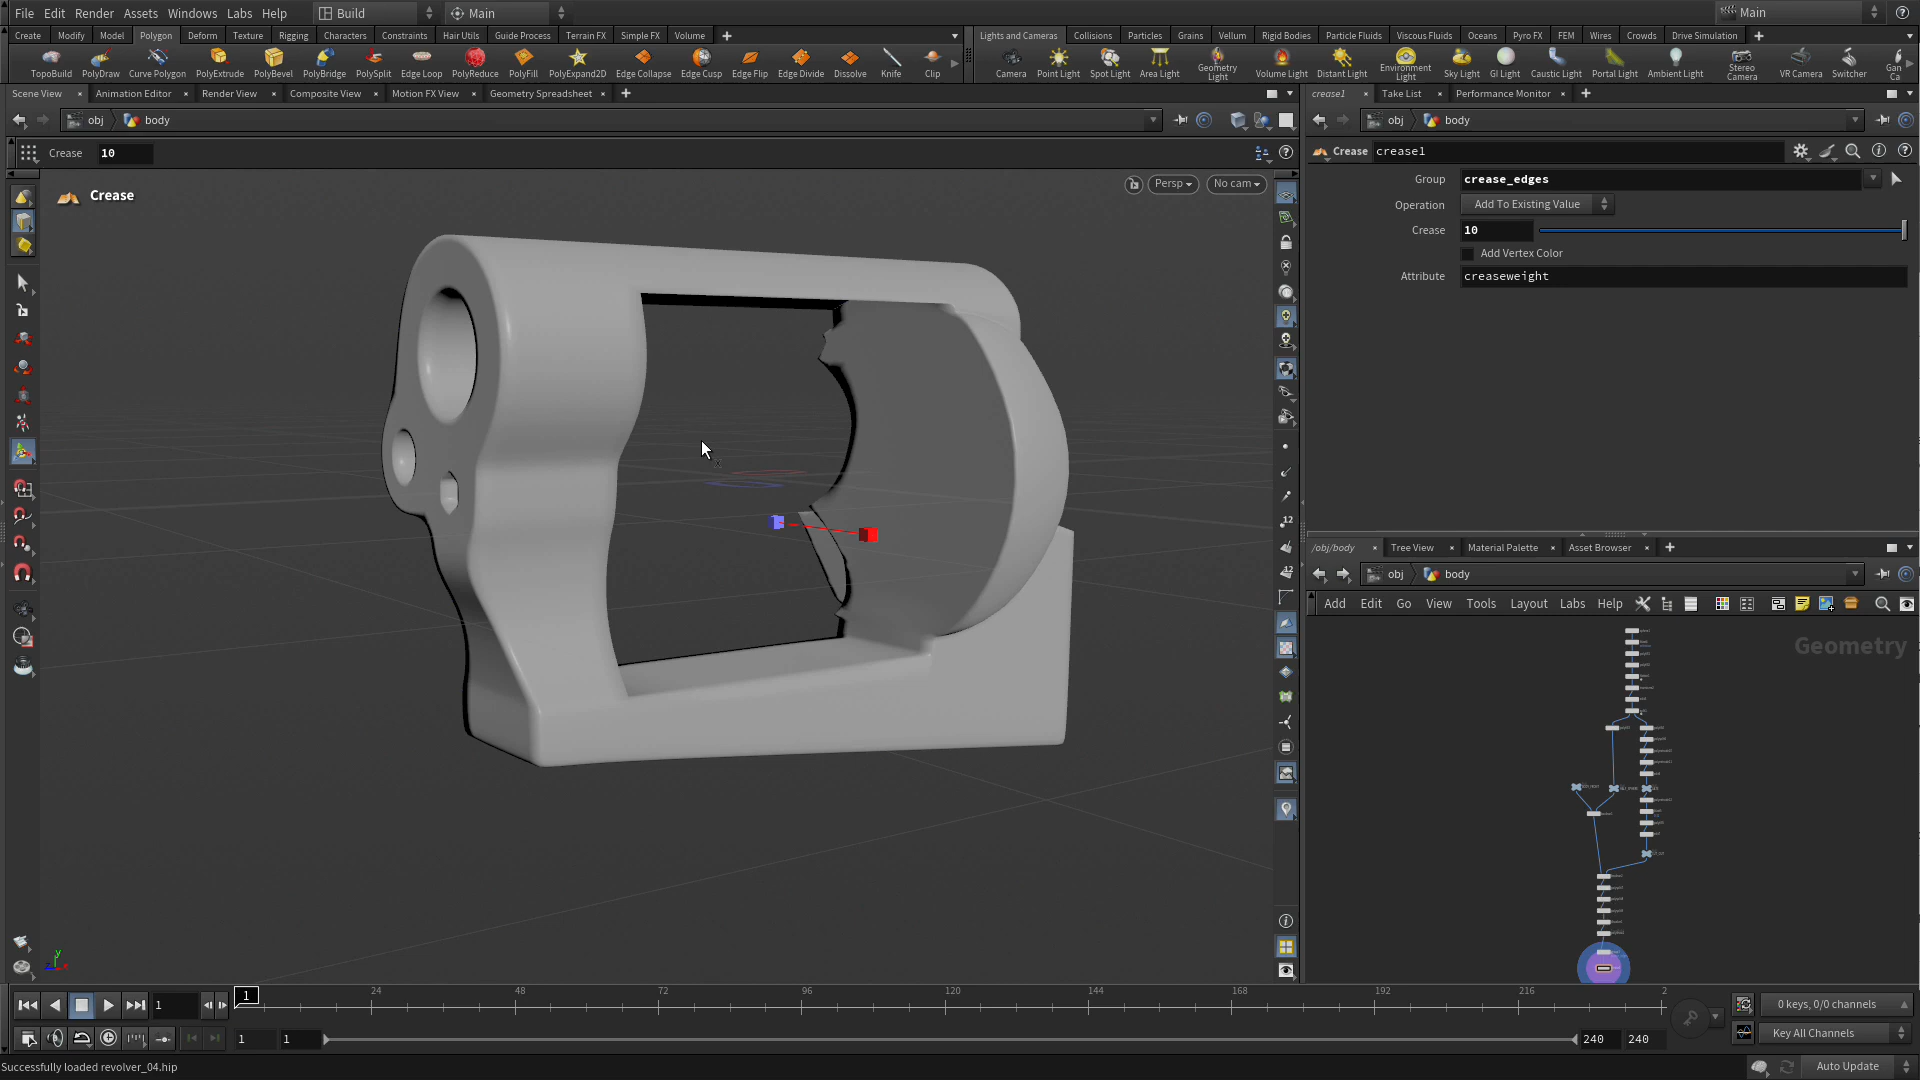 File Edit Render Assets Windows Labs Help Build Main Main
Create Modify Model Polygon Deform Texture Rigging Characters Constraints Hair Utils Guide Process Terrain FX Simple FX Volume
Lights and Cameras Collisions Particles Grains Vellum Rigid Bodies Particle Fluids Viscous Fluids Oceans Pyro FX FEM Wires Crowds Drive Simulation
TopoBuild PolyDraw Curve Polygon PolyExtrude PolyBevel PolyBridge PolySplit Edge Loop PolyReduce PolyFill PolyExpand2D Edge Collapse Edge Cusp Edge Flip Edge Divide Dissolve Knife Clip
Camera Point Light Spot Light Area Light Geometry Light Volume Light Distant Light Environment Light Sky Light GI Light Caustic Light Portal Light Ambient Light Stereo Camera VR Camera Switcher Gan Ca
Scene View Animation Editor Render View Composite View Motion FX View Geometry Spreadsheet
crease1 Take List Performance Monitor
obj body
obj body
Crease 10
Crease crease1
Group crease_edges
Operation Add To Existing Value
Crease 10
Add Vertex Color
Attribute creaseweight
Crease
Persp No cam
12
12
/obj/body Tree View Material Palette Asset Browser
obj body
Add Edit Go View Tools Layout Labs Help
Geometry
y
1
1 24 48 72 96 120 144 168 192 216 2
0 keys, 0/0 channels
1 1 240 240
Key All Channels
Successfully loaded revolver_04.hip
Auto Update